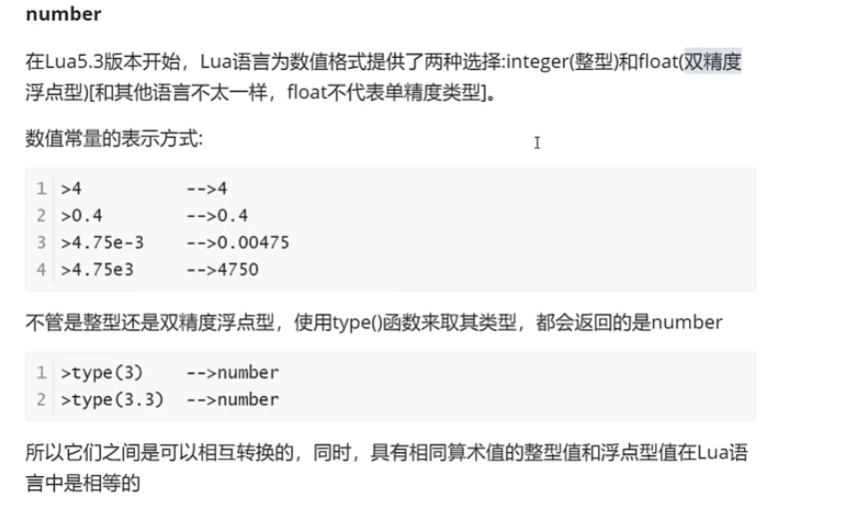 number
在Lua5.3版本开始，Lua语言为数值格式提供了两种选择:integer(整型)和float(双精度
浮点型)[和其他语言不太一样，float不代表单精度类型]。
数值常量的表示方式:
1 >4 -->4
2 >0.4 -->0.4
3 >4.75e-3 -->0.00475
4 >4.75e3 -->4750
不管是整型还是双精度浮点型，使用type()函数来取其类型，都会返回的是number
1 >type(3) -->number
2 >type(3.3) -->number
所以它们之间是可以相互转换的，同时，具有相同算术值的整型值和浮点型值在Lua语
言中是相等的